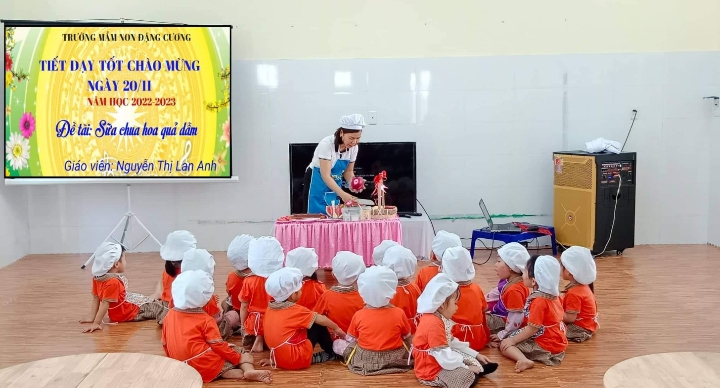 TRƯỜNG MẦM NON ĐẶNG CƯƠNG
TIẾT DẠY TỐT CHÀO MỪNG
NGÀY 20/11
NĂM HỌC 2022-2023
Đề tài: Sữa chua hoa quả dầm
Giáo viên: Nguyễn Thị Lan Anh